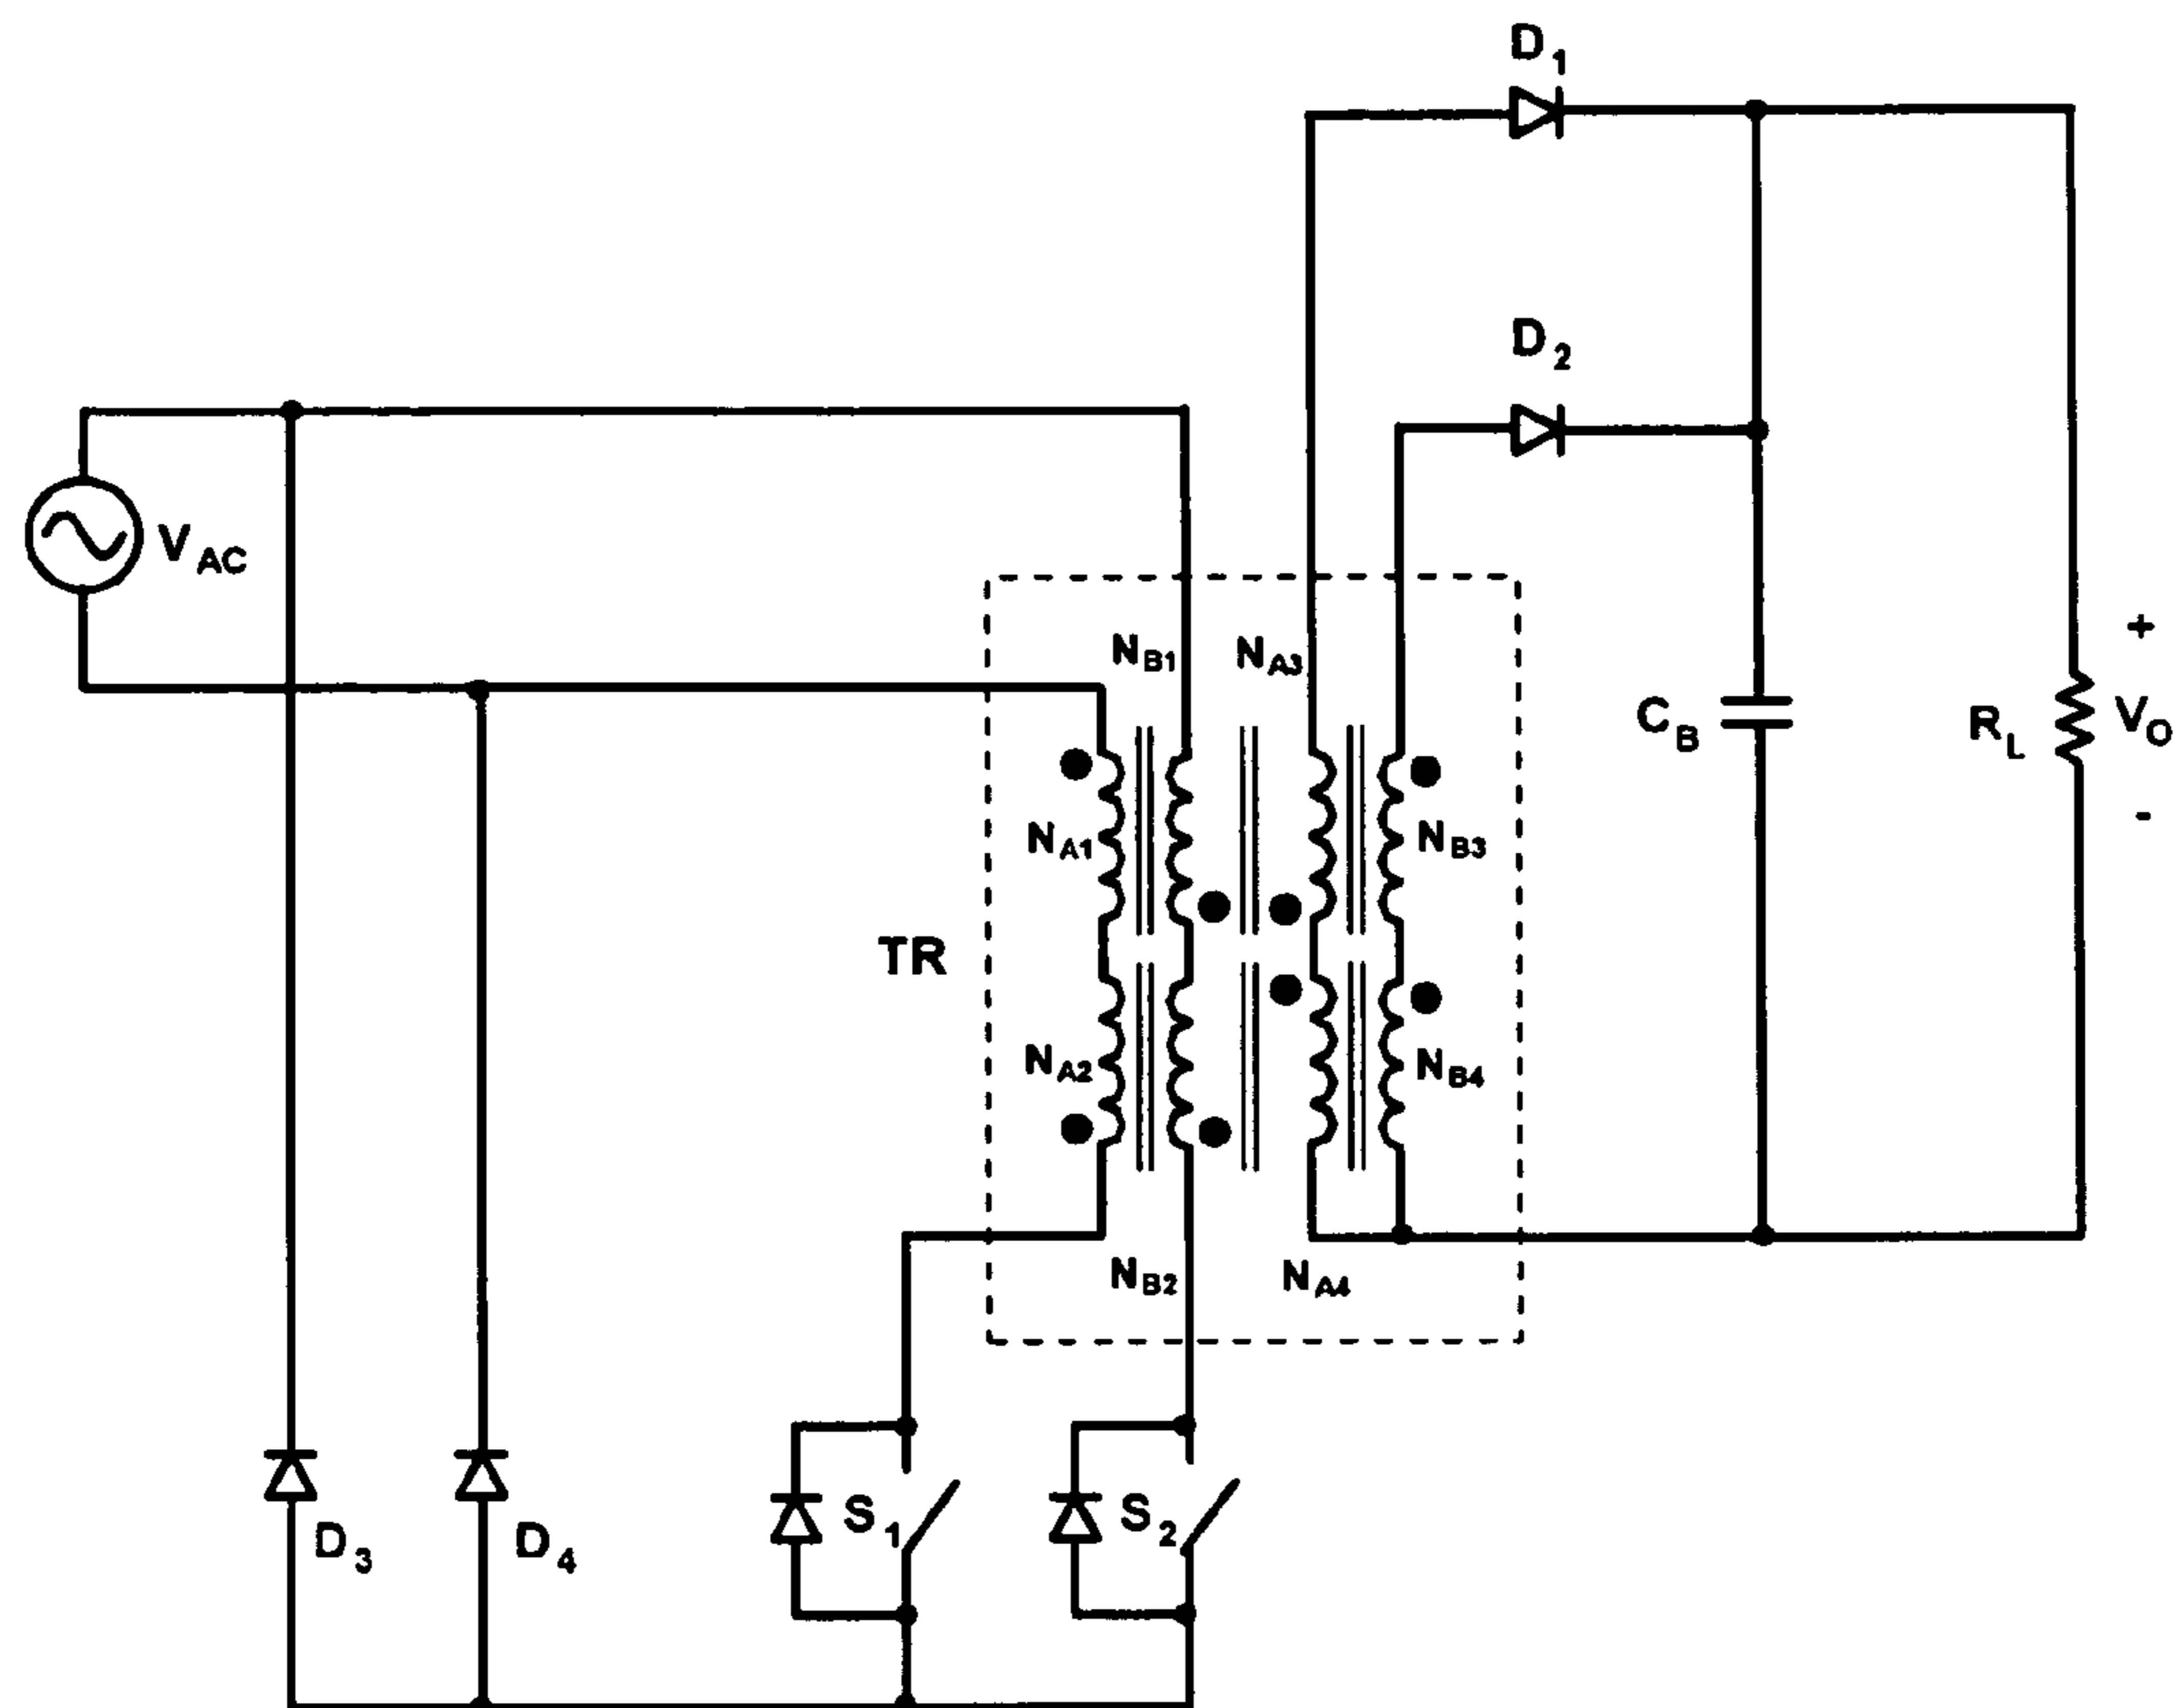 D1
D2
VAC
NB1
NA3
CB
RL
+
VO
-
NA1
NB3
TR
NA2
NB4
NB2
NA4
S1
S2
D3
D4